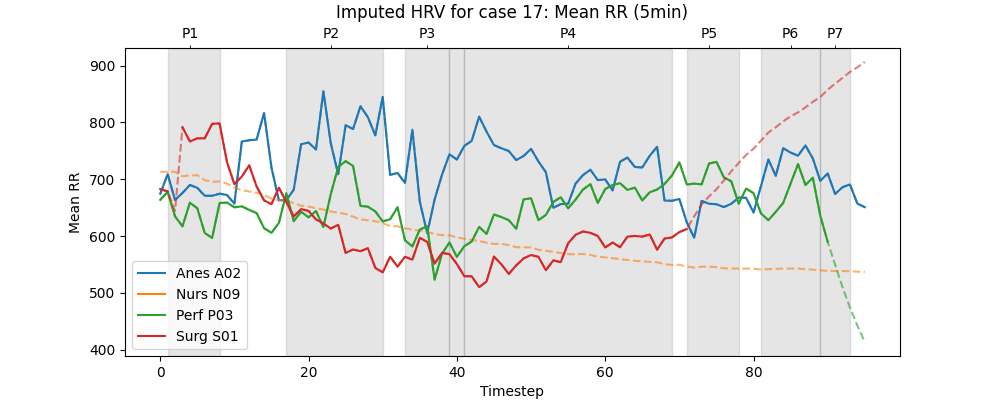 Imputed HRV for case 17: Mean RR (5min)
P1 P2 P3 P4 P5 P6 P7
900
800
700
600
500
400
Mean RR
Anes A02
Nurs N09
Perf P03
Surg S01
0 20 40 60 80
Timestep